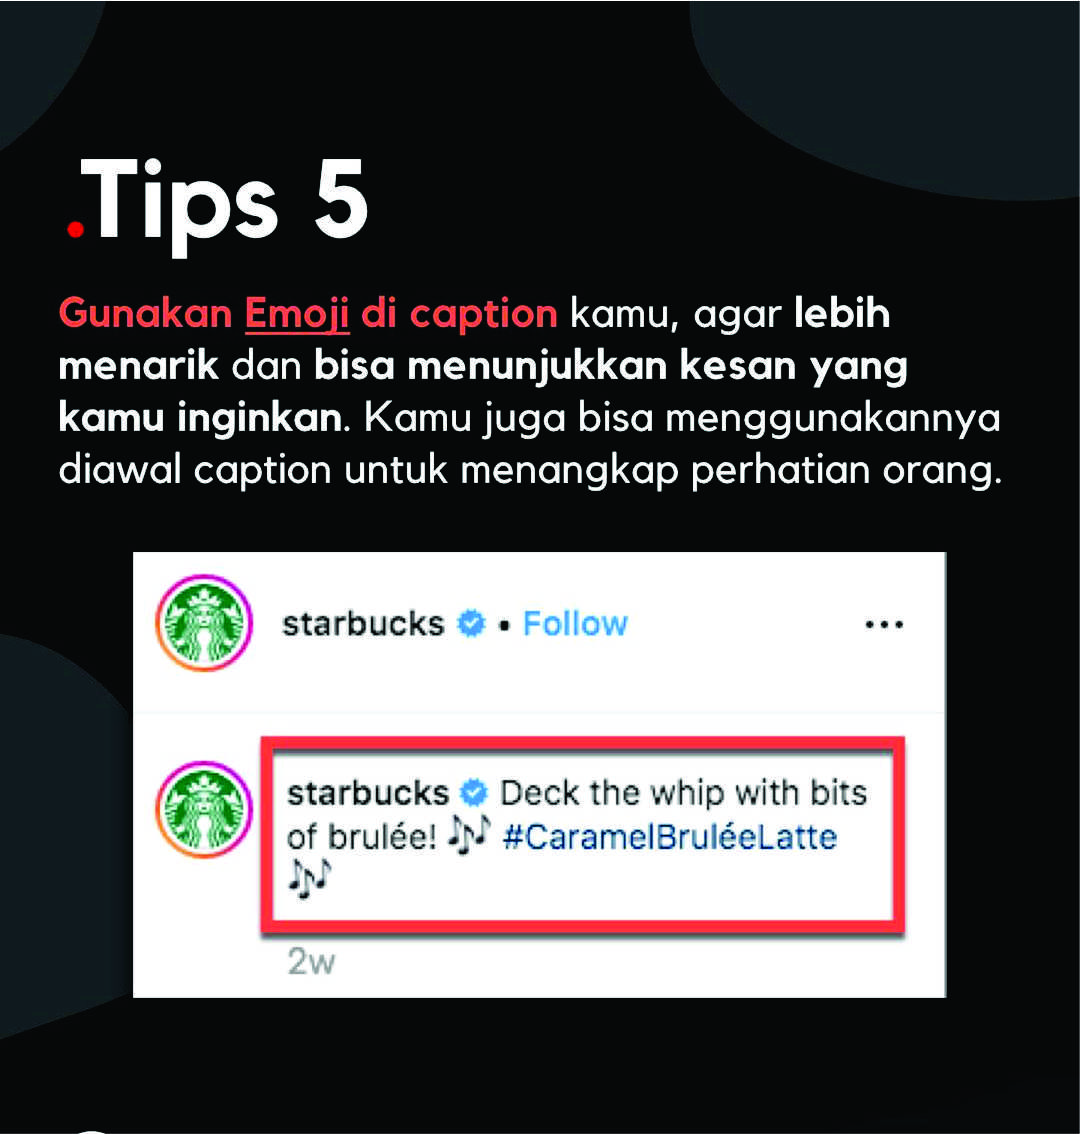 .Tips 5
Gunakan Emoji di caption kamu, agar lebih
menarik dan bisa menunjukkan kesan yang
kamu inginkan. Kamu juga bisa menggunakannya
diawal caption untuk menangkap perhatian orang.
starbucks • Follow ...
starbucks Deck the whip with bits
of brulée! 🎶 #CaramelBruléeLatte
🎶
2w